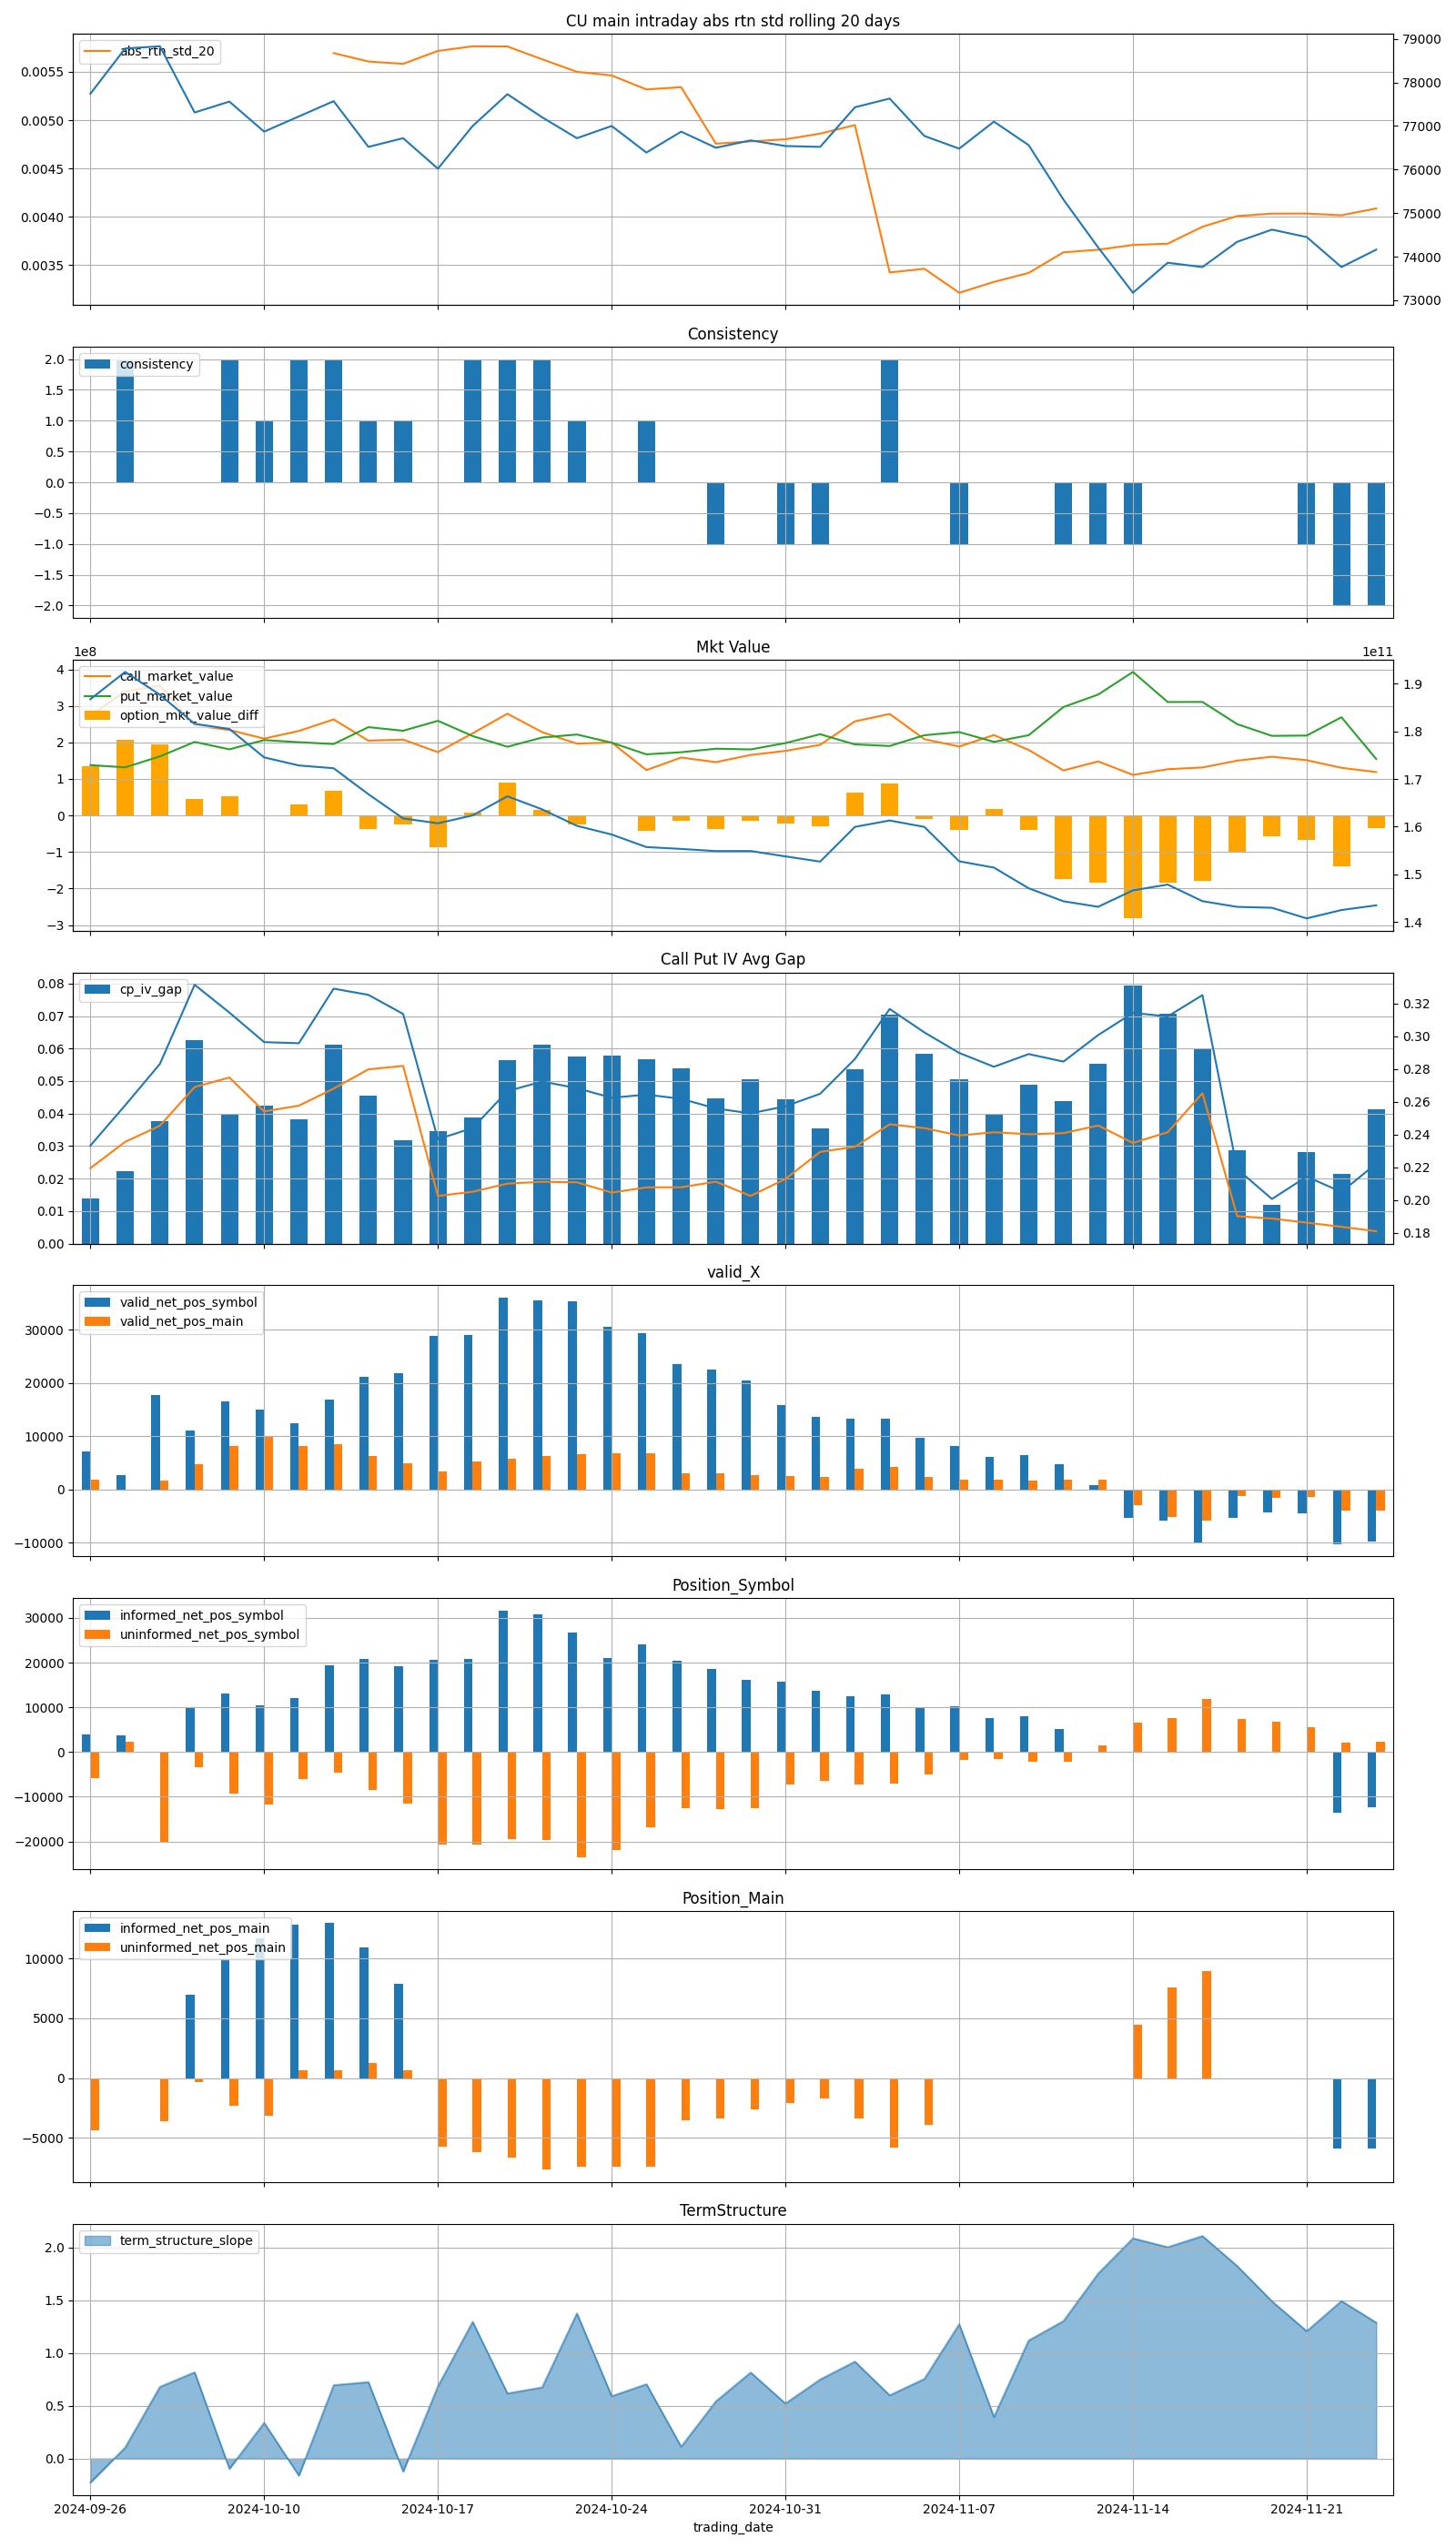 CU main intraday abs rtn std rolling 20 days
abs_rtn_std_20
0.0055
0.0050
0.0045
0.0040
0.0035
79000
78000
77000
76000
75000
74000
73000
Consistency
consistency
2.0
1.5
1.0
0.5
0.0
−0.5
−1.0
−1.5
−2.0
Mkt Value
1e8
1e11
call_market_value
put_market_value
option_mkt_value_diff
4
3
2
1
0
−1
−2
−3
1.9
1.8
1.7
1.6
1.5
1.4
Call Put IV Avg Gap
cp_iv_gap
0.08
0.07
0.06
0.05
0.04
0.03
0.02
0.01
0.00
0.32
0.30
0.28
0.26
0.24
0.22
0.20
0.18
valid_X
valid_net_pos_symbol
valid_net_pos_main
30000
20000
10000
0
−10000
Position_Symbol
informed_net_pos_symbol
uninformed_net_pos_symbol
30000
20000
10000
0
−10000
−20000
Position_Main
informed_net_pos_main
uninformed_net_pos_main
10000
5000
0
−5000
TermStructure
term_structure_slope
2.0
1.5
1.0
0.5
0.0
2024-09-26 2024-10-10 2024-10-17 2024-10-24 2024-10-31 2024-11-07 2024-11-14 2024-11-21
trading_date